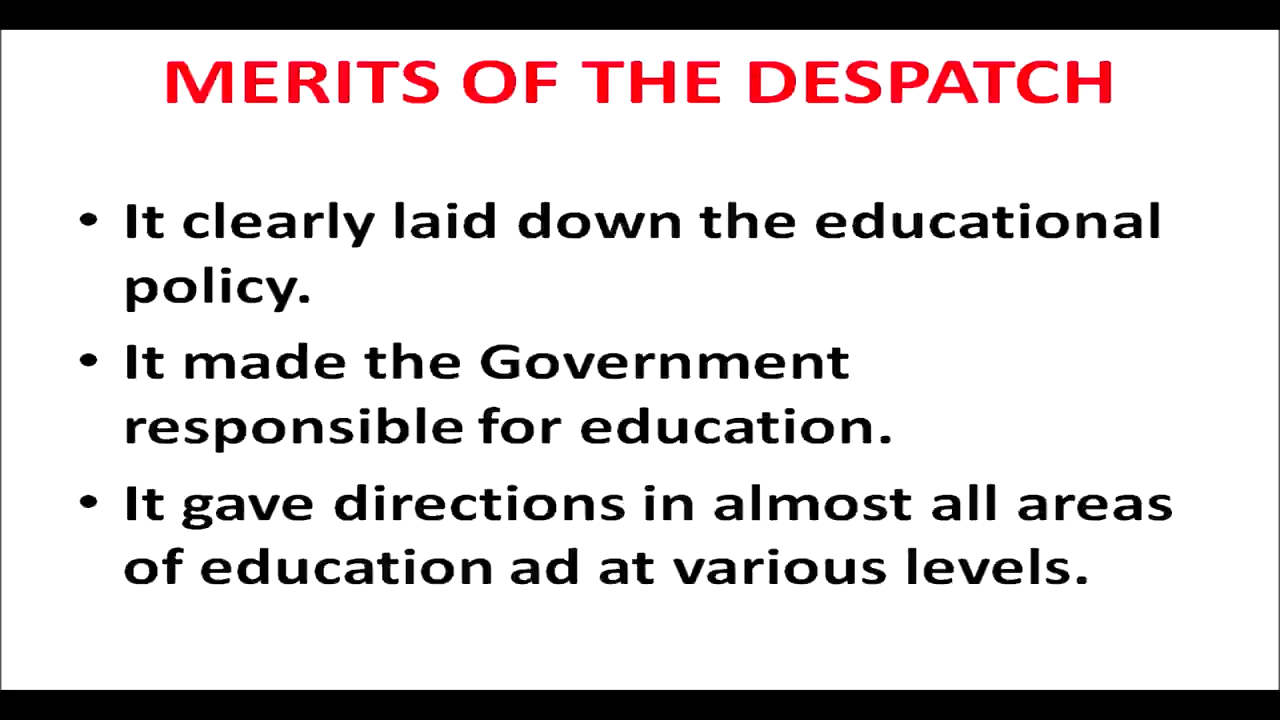 MERITS OF THE DESPATCH
• It clearly laid down the educational
policy.
• It made the Government
responsible for education.
• It gave directions in almost all areas
of education ad at various levels.